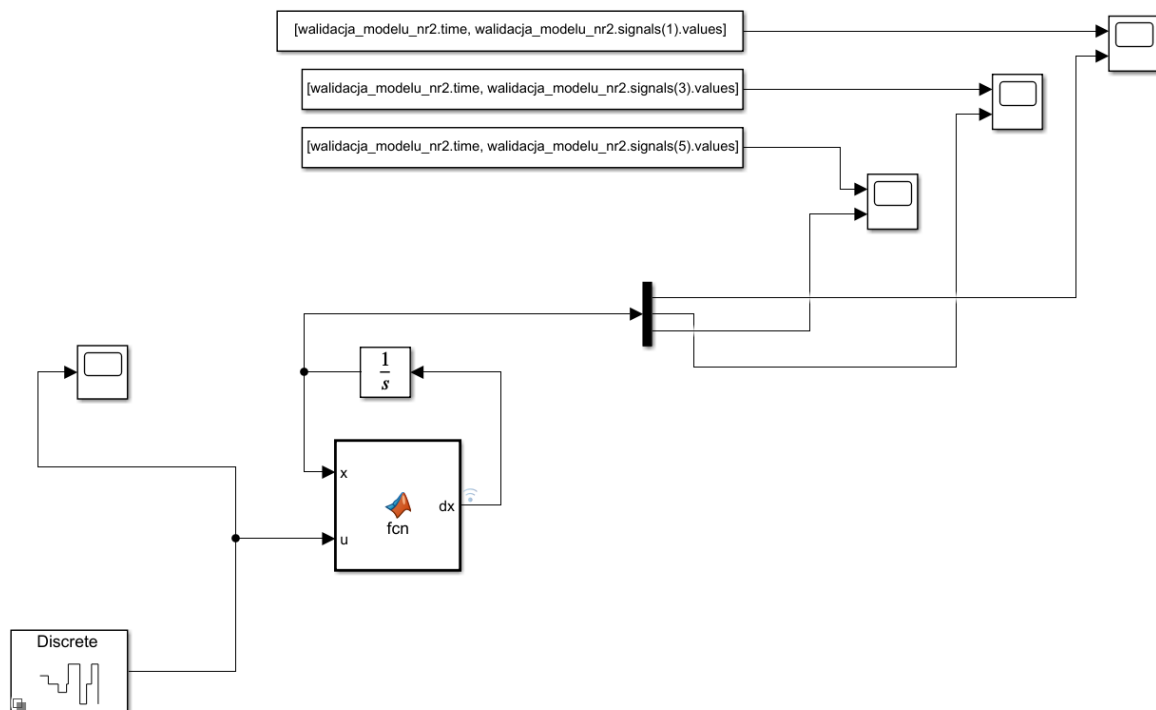 [walidacja_modelu_nr2.time, walidacja_modelu_nr2.signals(1).values]
[walidacja_modelu_nr2.time, walidacja_modelu_nr2.signals(3).values]
[walidacja_modelu_nr2.time, walidacja_modelu_nr2.signals(5).values]
1
s
x
dx
fcn
u
Discrete